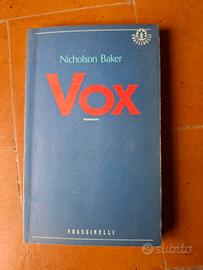 Nicholson Baker
Vox
ROMANZO
FRASSINELLI
subito